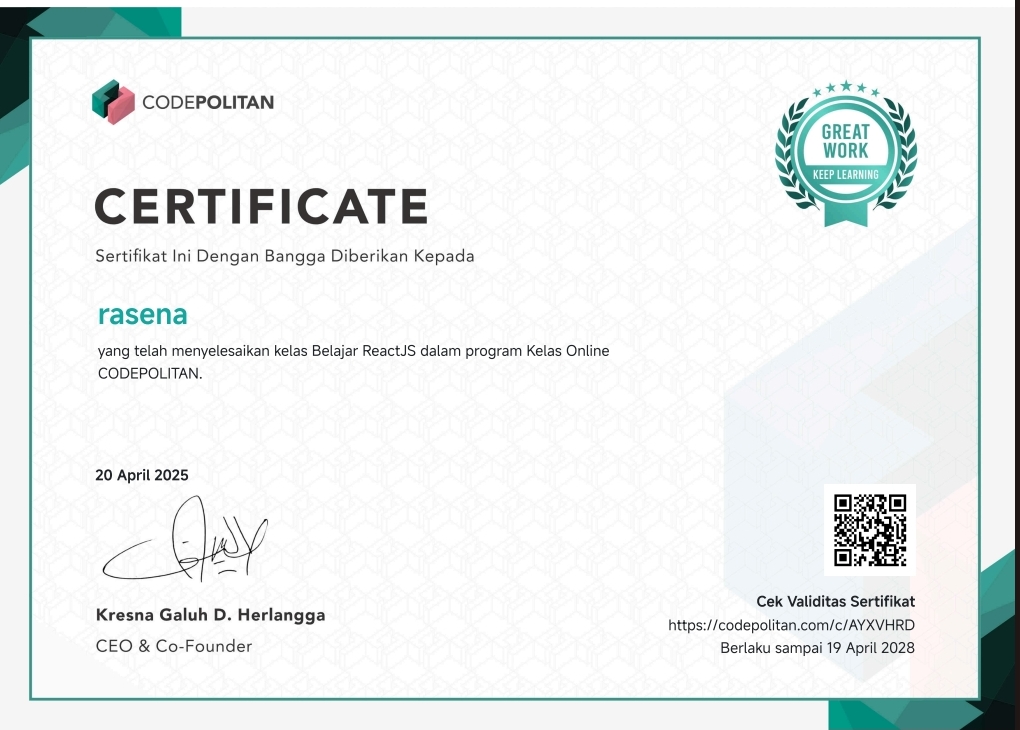 CODEPOLITAN
GREAT
WORK
KEEP LEARNING
CERTIFICATE
Sertifikat Ini Dengan Bangga Diberikan Kepada
rasena
yang telah menyelesaikan kelas Belajar ReactJS dalam program Kelas Online
CODEPOLITAN.
20 April 2025
Kresna Galuh D. Herlangga
CEO & Co-Founder
Cek Validitas Sertifikat
https://codepolitan.com/c/AYXVHRD
Berlaku sampai 19 April 2028